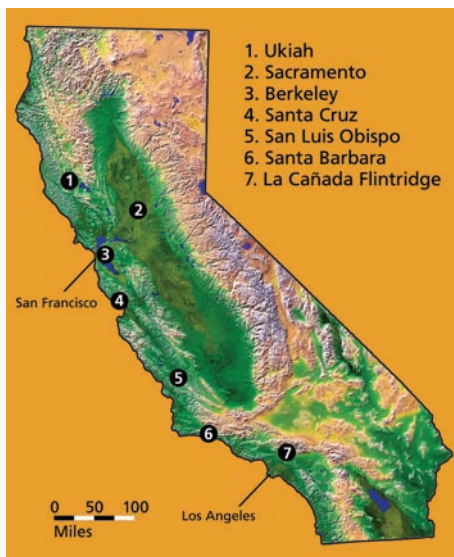 1. Ukiah
2. Sacramento
3. Berkeley
4. Santa Cruz
5. San Luis Obispo
6. Santa Barbara
7. La Cañada Flintridge
1
2
3
San Francisco
4
5
6
7
Los Angeles
0 50 100
Miles